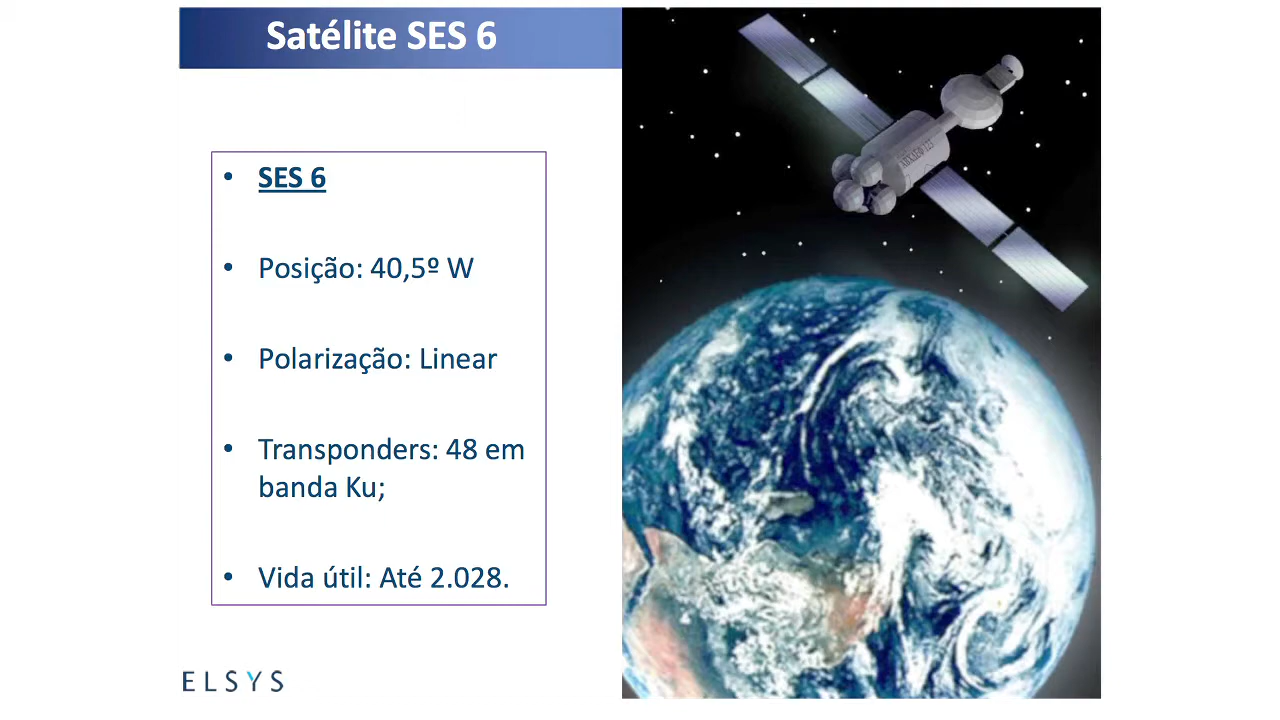 Satélite SES 6
• SES 6
• Posição: 40,5º W
• Polarização: Linear
• Transponders: 48 em
banda Ku;
• Vida útil: Até 2.028.
ELSYS